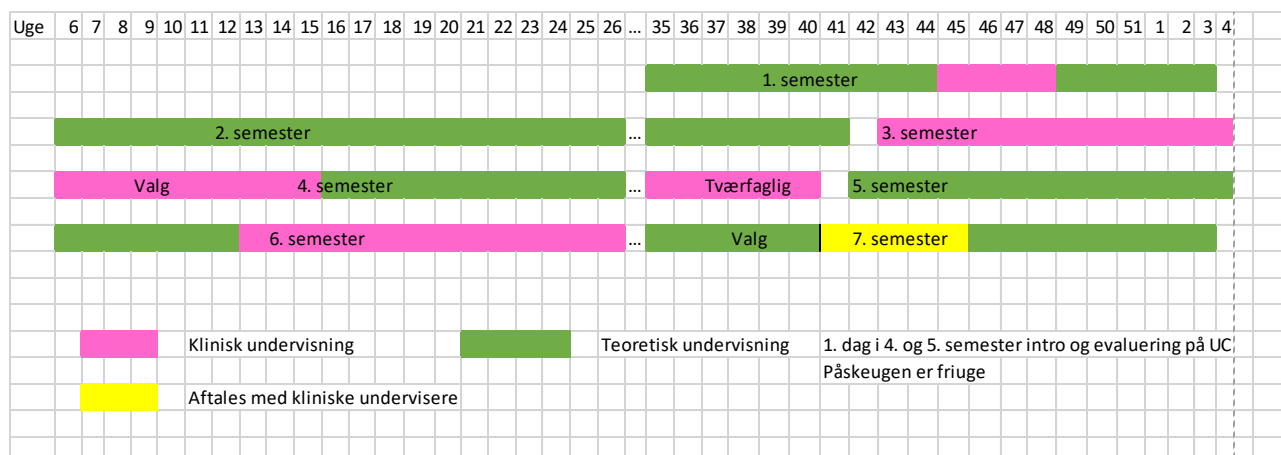 Uge 6 7 8 9 10 11 12 13 14 15 16 17 18 19 20 21 22 23 24 25 26 ... 35 36 37 38 39 40 41 42 43 44 45 46 47 48 49 50 51 1 2 3 4
1. semester
2. semester ... 3. semester
Valg 4. semester ... Tværfaglig 5. semester
6. semester ... Valg 7. semester
Klinisk undervisning Teoretisk undervisning 1. dag i 4. og 5. semester intro og evaluering på UC
Påskeugen er friuge
Aftales med kliniske undervisere